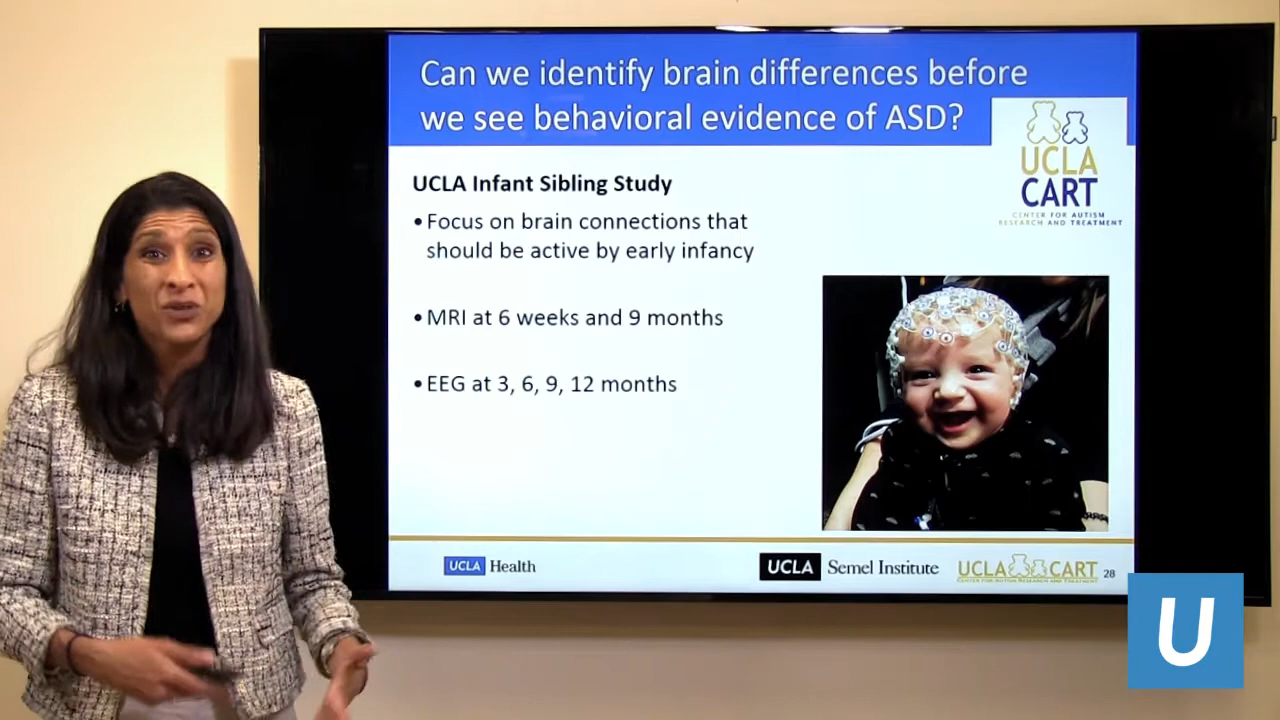 Can we identify brain differences before
we see behavioral evidence of ASD?
UCLA
CART
CENTER FOR AUTISM
RESEARCH AND TREATMENT
UCLA Infant Sibling Study
•Focus on brain connections that
should be active by early infancy
•MRI at 6 weeks and 9 months
•EEG at 3, 6, 9, 12 months
UCLA Health
UCLA Semel Institute
UCLA CART
CENTER FOR AUTISM RESEARCH AND TREATMENT
28
U